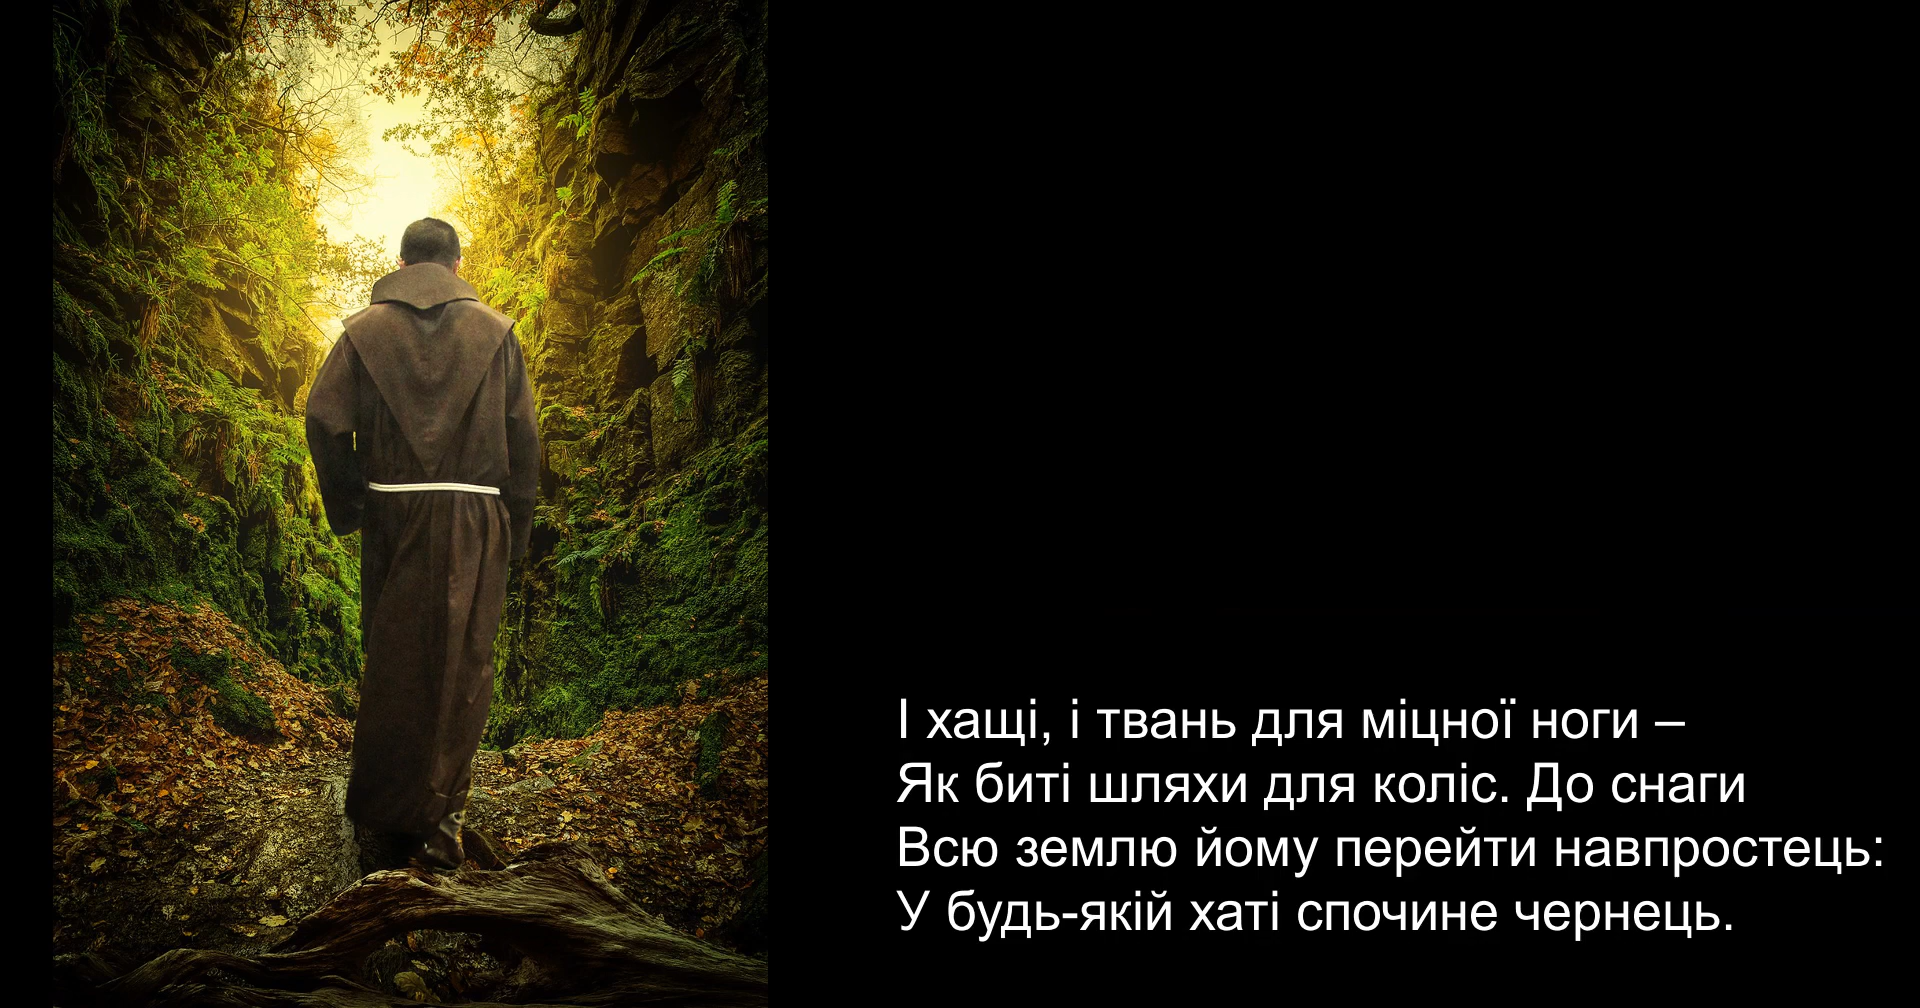 І хащі, і твань для міцної ноги –
Як биті шляхи для коліс. До снаги
Всю землю йому перейти навпростець:
У будь-якій хаті спочине чернець.